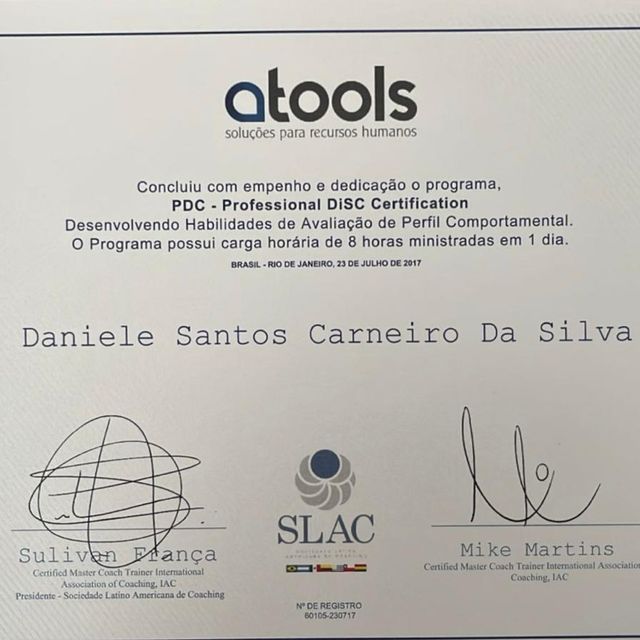 atools
soluções para recursos humanos
Concluiu com empenho e dedicação o programa,
PDC - Professional DiSC Certification
Desenvolvendo Habilidades de Avaliação de Perfil Comportamental.
O Programa possui carga horária de 8 horas ministradas em 1 dia.
BRASIL - RIO DE JANEIRO, 23 DE JULHO DE 2017
Daniele Santos Carneiro Da Silva
Sulivan França
Certified Master Coach Trainer International
Association of Coaching, IAC
Presidente - Sociedade Latino Americana de Coaching
SLAC
Nº DE REGISTRO
60105-230717
Mike Martins
Certified Master Coach Trainer International Association
Coaching, IAC